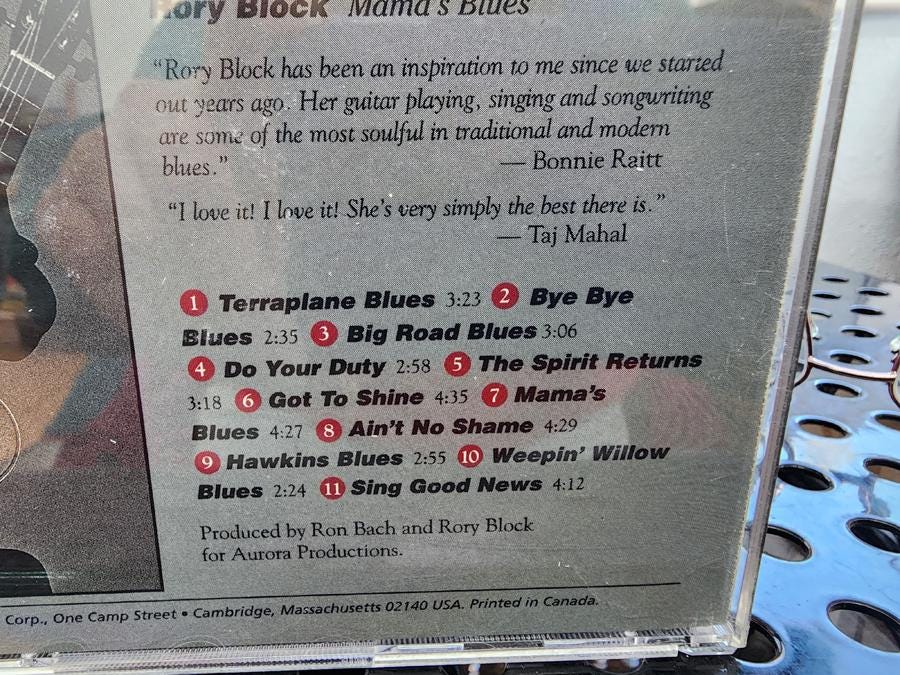 Rory Block Mama's Blues
"Rory Block has been an inspiration to me since we started
out years ago. Her guitar playing, singing and songwriting
are some of the most soulful in traditional and modern
blues." — Bonnie Raitt
"I love it! I love it! She's very simply the best there is."
— Taj Mahal
1 Terraplane Blues 3:23 2 Bye Bye
Blues 2:35 3 Big Road Blues 3:06
4 Do Your Duty 2:58 5 The Spirit Returns
3:18 6 Got To Shine 4:35 7 Mama's
Blues 4:27 8 Ain't No Shame 4:29
9 Hawkins Blues 2:55 10 Weepin' Willow
Blues 2:24 11 Sing Good News 4:12
Produced by Ron Bach and Rory Block
for Aurora Productions.
Corp., One Camp Street • Cambridge, Massachusetts 02140 USA. Printed in Canada.